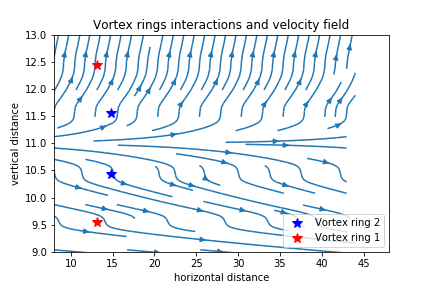 Vortex rings interactions and velocity field
13.0
12.5
12.0
11.5
11.0
10.5
10.0
9.5
9.0
vertical distance
10 15 20 25 30 35 40 45
horizontal distance
Vortex ring 2
Vortex ring 1